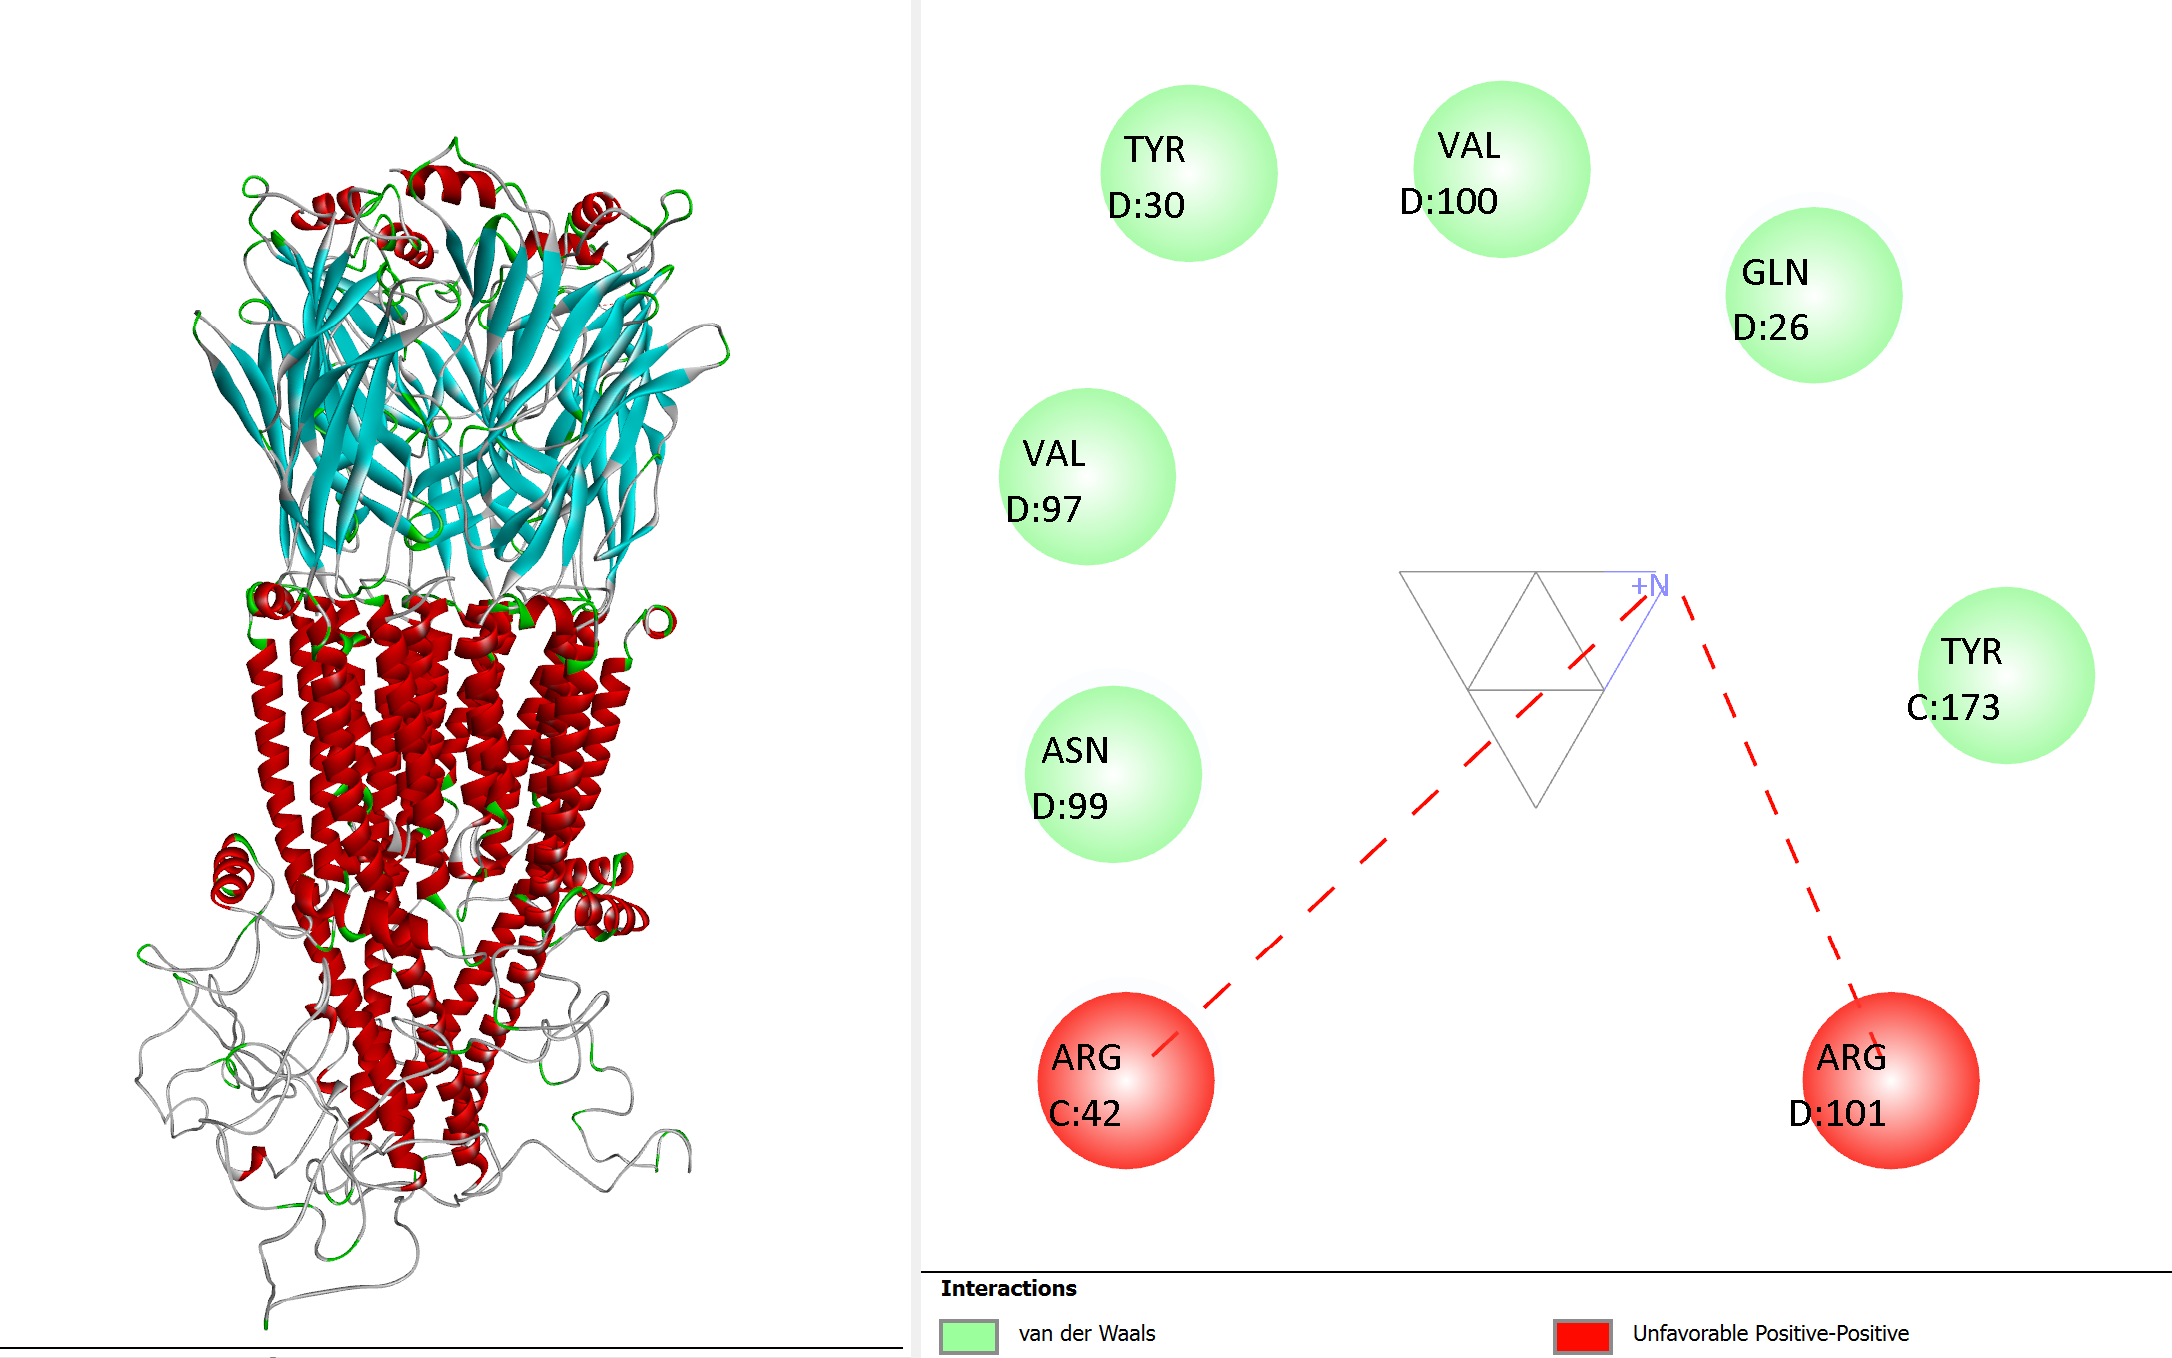 TYR
D:30
VAL
D:100
GLN
D:26
VAL
D:97
+N
TYR
C:173
ASN
D:99
ARG
C:42
ARG
D:101
Interactions
van der Waals
Unfavorable Positive-Positive